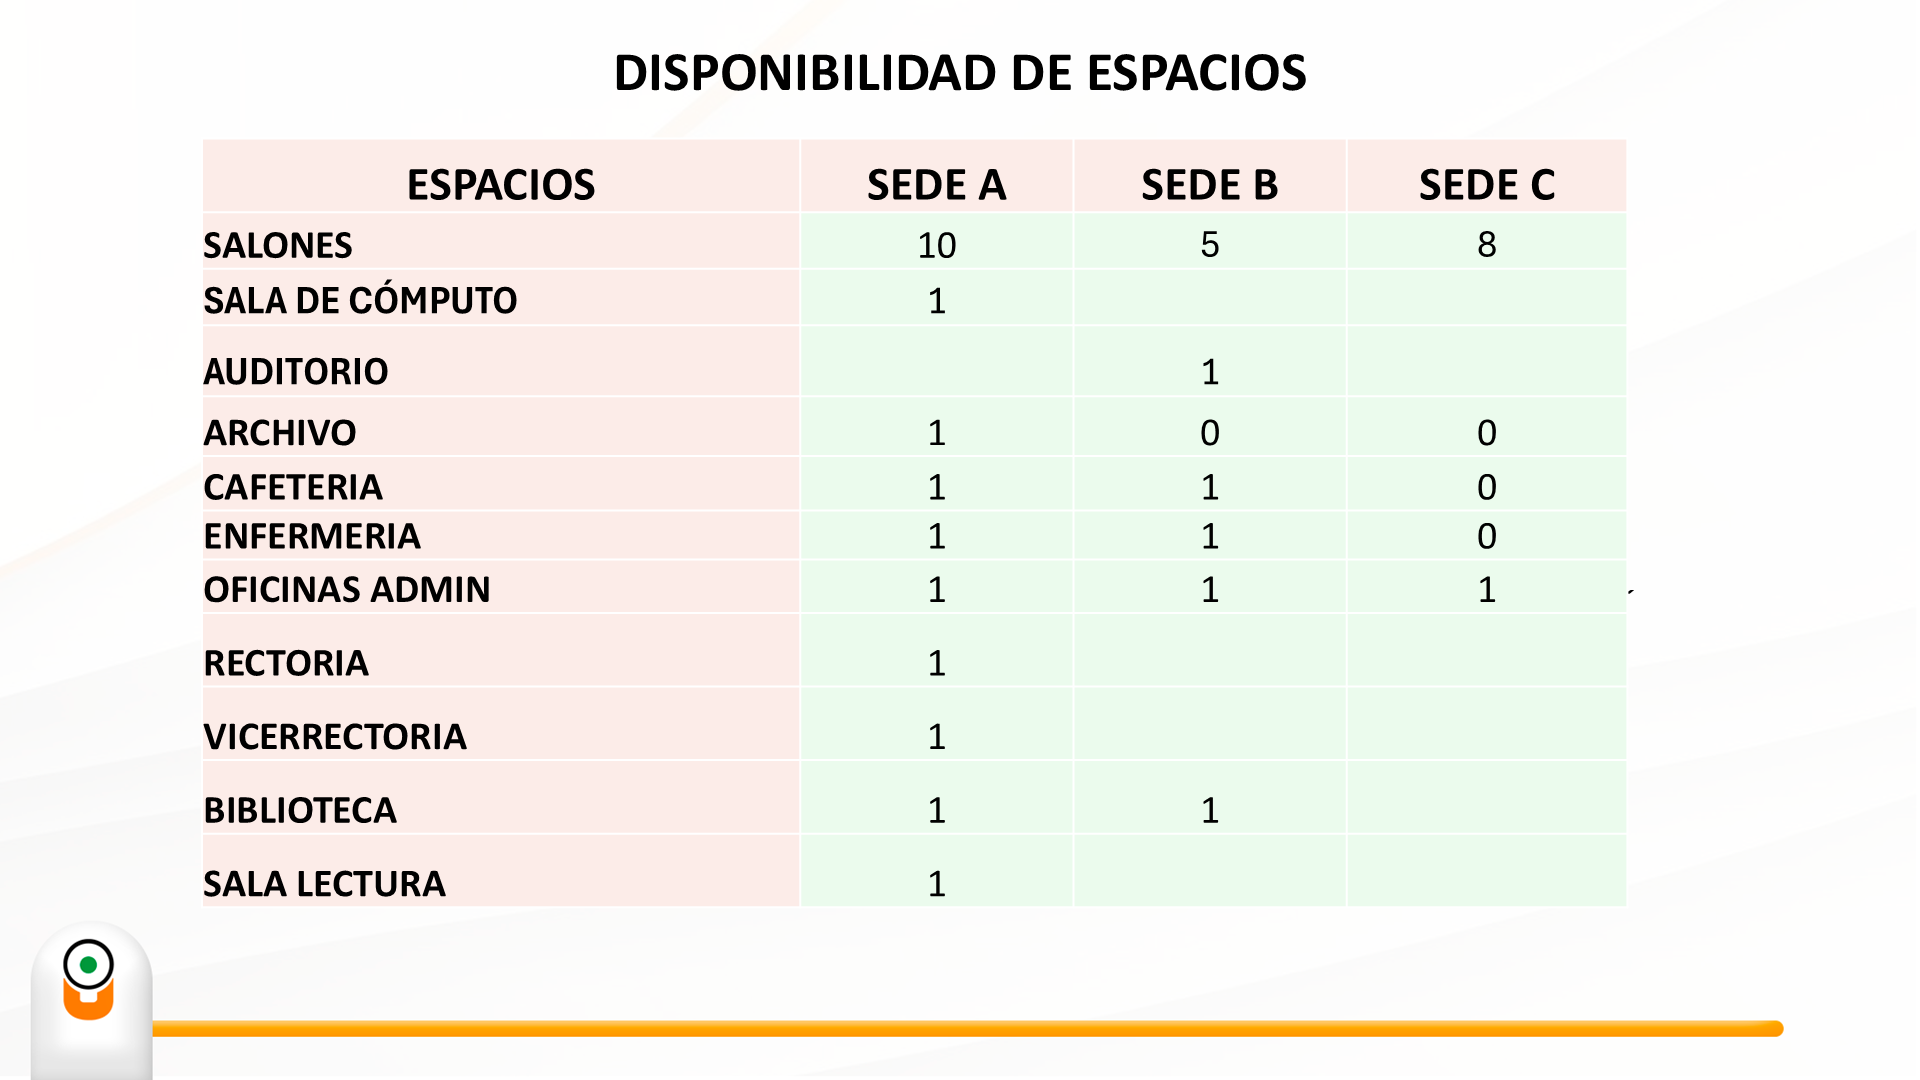 DISPONIBILIDAD DE ESPACIOS
ESPACIOS SEDE A SEDE B SEDE C
SALONES 10 5 8
SALA DE CÓMPUTO 1
AUDITORIO 1
ARCHIVO 1 0 0
CAFETERIA 1 1 0
ENFERMERIA 1 1 0
OFICINAS ADMIN 1 1 1
RECTORIA 1
VICERRECTORIA 1
BIBLIOTECA 1 1
SALA LECTURA 1